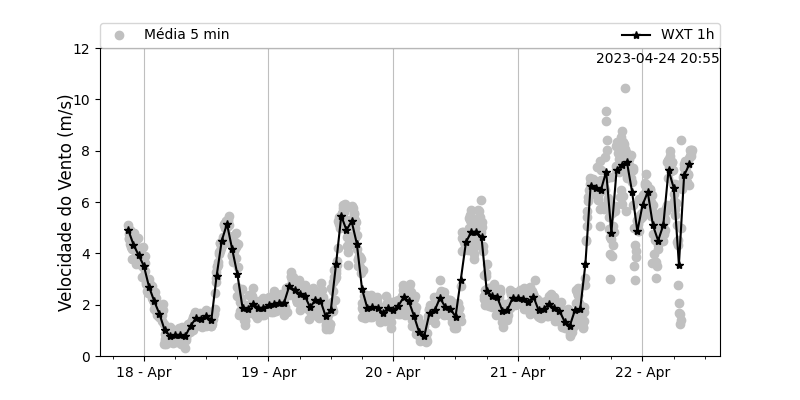 Média 5 min
WXT 1h
2023-04-24 20:55
Velocidade do Vento (m/s)
12
10
8
6
4
2
0
18 - Apr
19 - Apr
20 - Apr
21 - Apr
22 - Apr